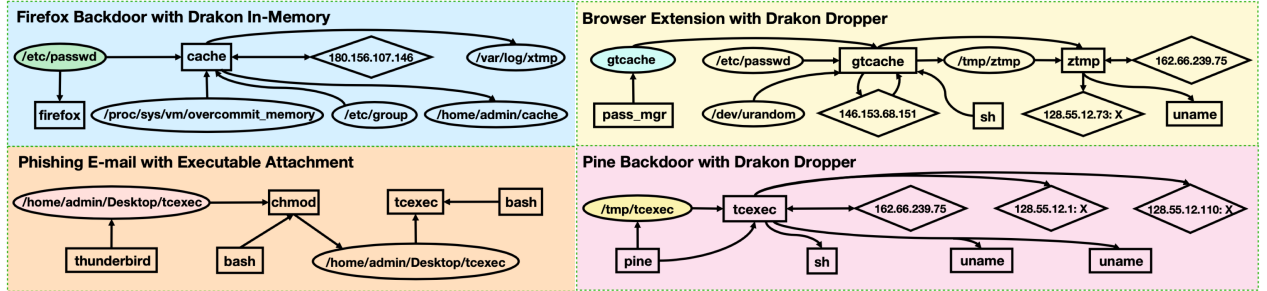 Firefox Backdoor with Drakon In-Memory
/etc/passwd
cache
180.156.107.146
/var/log/xtmp
firefox
/proc/sys/vm/overcommit_memory
/etc/group
/home/admin/cache
Browser Extension with Drakon Dropper
gtcache
/etc/passwd
gtcache
/tmp/ztmp
ztmp
162.66.239.75
pass_mgr
/dev/urandom
146.153.68.151
sh
128.55.12.73: X
uname
Phishing E-mail with Executable Attachment
/home/admin/Desktop/tcexec
chmod
tcexec
bash
thunderbird
bash
/home/admin/Desktop/tcexec
Pine Backdoor with Drakon Dropper
/tmp/tcexec
tcexec
162.66.239.75
128.55.12.1: X
128.55.12.110: X
pine
sh
uname
uname